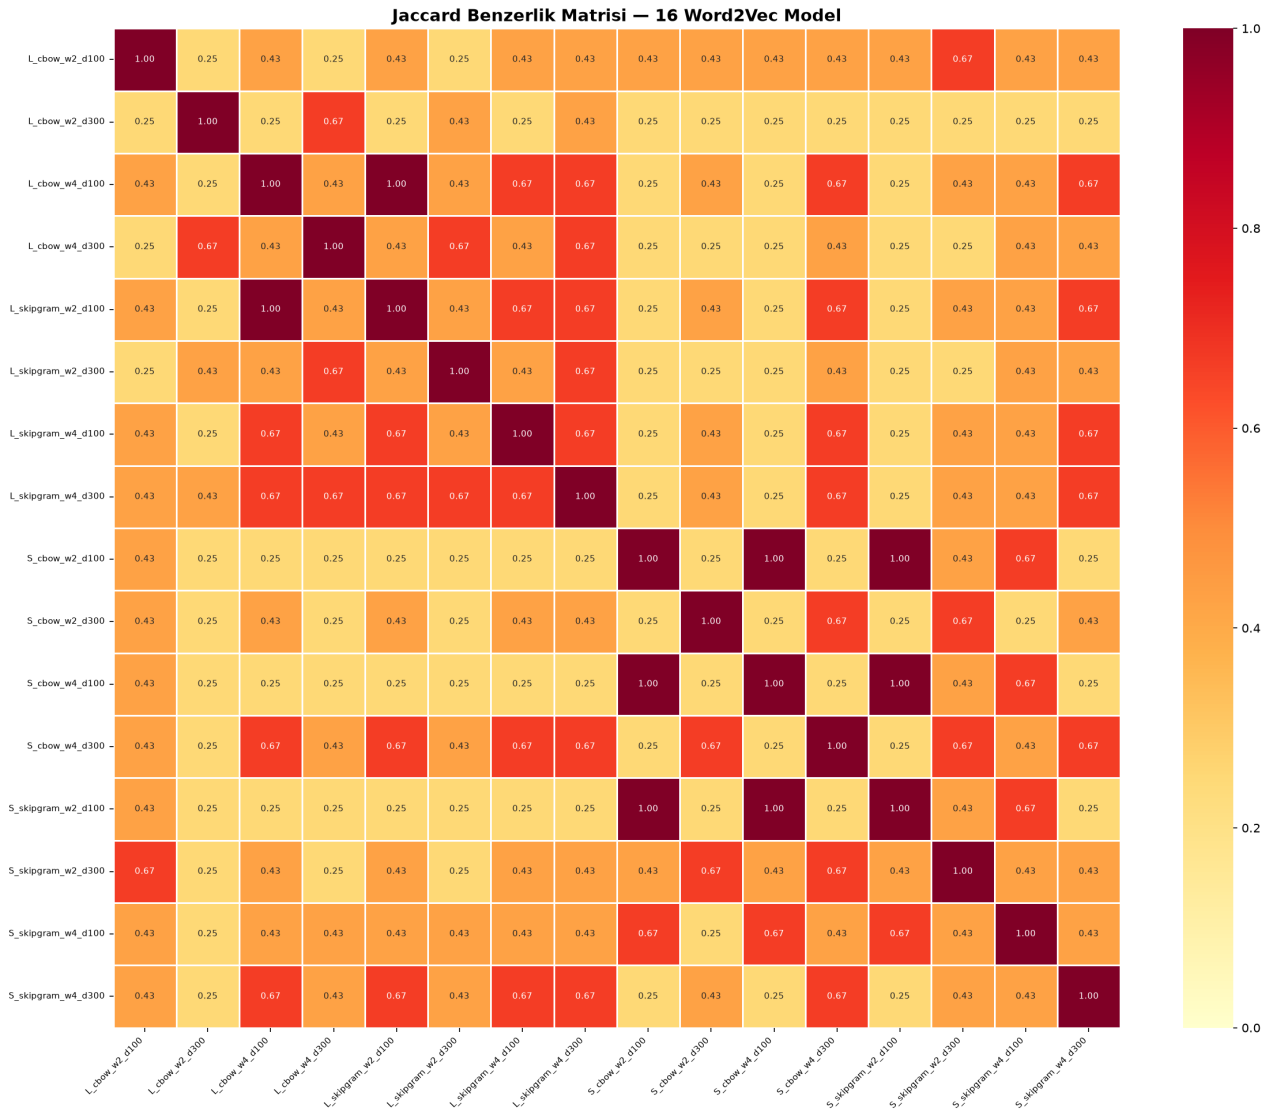 Jaccard Benzerlik Matrisi — 16 Word2Vec Model
L_cbow_w2_d100 1.00 0.25 0.43 0.25 0.43 0.25 0.43 0.43 0.43 0.43 0.43 0.43 0.43 0.67 0.43 0.43
L_cbow_w2_d300 0.25 1.00 0.25 0.67 0.25 0.43 0.25 0.43 0.25 0.25 0.25 0.25 0.25 0.25 0.25 0.25
L_cbow_w4_d100 0.43 0.25 1.00 0.43 1.00 0.43 0.67 0.67 0.25 0.43 0.25 0.67 0.25 0.43 0.43 0.67
L_cbow_w4_d300 0.25 0.67 0.43 1.00 0.43 0.67 0.43 0.67 0.25 0.25 0.25 0.43 0.25 0.25 0.43 0.43
L_skipgram_w2_d100 0.43 0.25 1.00 0.43 1.00 0.43 0.67 0.67 0.25 0.43 0.25 0.67 0.25 0.43 0.43 0.67
L_skipgram_w2_d300 0.25 0.43 0.43 0.67 0.43 1.00 0.43 0.67 0.25 0.25 0.25 0.43 0.25 0.25 0.43 0.43
L_skipgram_w4_d100 0.43 0.25 0.67 0.43 0.67 0.43 1.00 0.67 0.25 0.43 0.25 0.67 0.25 0.43 0.43 0.67
L_skipgram_w4_d300 0.43 0.43 0.67 0.67 0.67 0.67 0.67 1.00 0.25 0.43 0.25 0.67 0.25 0.43 0.43 0.67
S_cbow_w2_d100 0.43 0.25 0.25 0.25 0.25 0.25 0.25 0.25 1.00 0.25 1.00 0.25 1.00 0.43 0.67 0.25
S_cbow_w2_d300 0.43 0.25 0.43 0.25 0.43 0.25 0.43 0.43 0.25 1.00 0.25 0.67 0.25 0.67 0.25 0.43
S_cbow_w4_d100 0.43 0.25 0.25 0.25 0.25 0.25 0.25 0.25 1.00 0.25 1.00 0.25 1.00 0.43 0.67 0.25
S_cbow_w4_d300 0.43 0.25 0.67 0.43 0.67 0.43 0.67 0.67 0.25 0.67 0.25 1.00 0.25 0.67 0.43 0.67
S_skipgram_w2_d100 0.43 0.25 0.25 0.25 0.25 0.25 0.25 0.25 1.00 0.25 1.00 0.25 1.00 0.43 0.67 0.25
S_skipgram_w2_d300 0.67 0.25 0.43 0.25 0.43 0.25 0.43 0.43 0.43 0.67 0.43 0.67 0.43 1.00 0.43 0.43
S_skipgram_w4_d100 0.43 0.25 0.43 0.43 0.43 0.43 0.43 0.43 0.67 0.25 0.67 0.43 0.67 0.43 1.00 0.43
S_skipgram_w4_d300 0.43 0.25 0.67 0.43 0.67 0.43 0.67 0.67 0.25 0.43 0.25 0.67 0.25 0.43 0.43 1.00
L_cbow_w2_d100
L_cbow_w2_d300
L_cbow_w4_d100
L_cbow_w4_d300
L_skipgram_w2_d100
L_skipgram_w2_d300
L_skipgram_w4_d100
L_skipgram_w4_d300
S_cbow_w2_d100
S_cbow_w2_d300
S_cbow_w4_d100
S_cbow_w4_d300
S_skipgram_w2_d100
S_skipgram_w2_d300
S_skipgram_w4_d100
S_skipgram_w4_d300
1.0
0.8
0.6
0.4
0.2
0.0